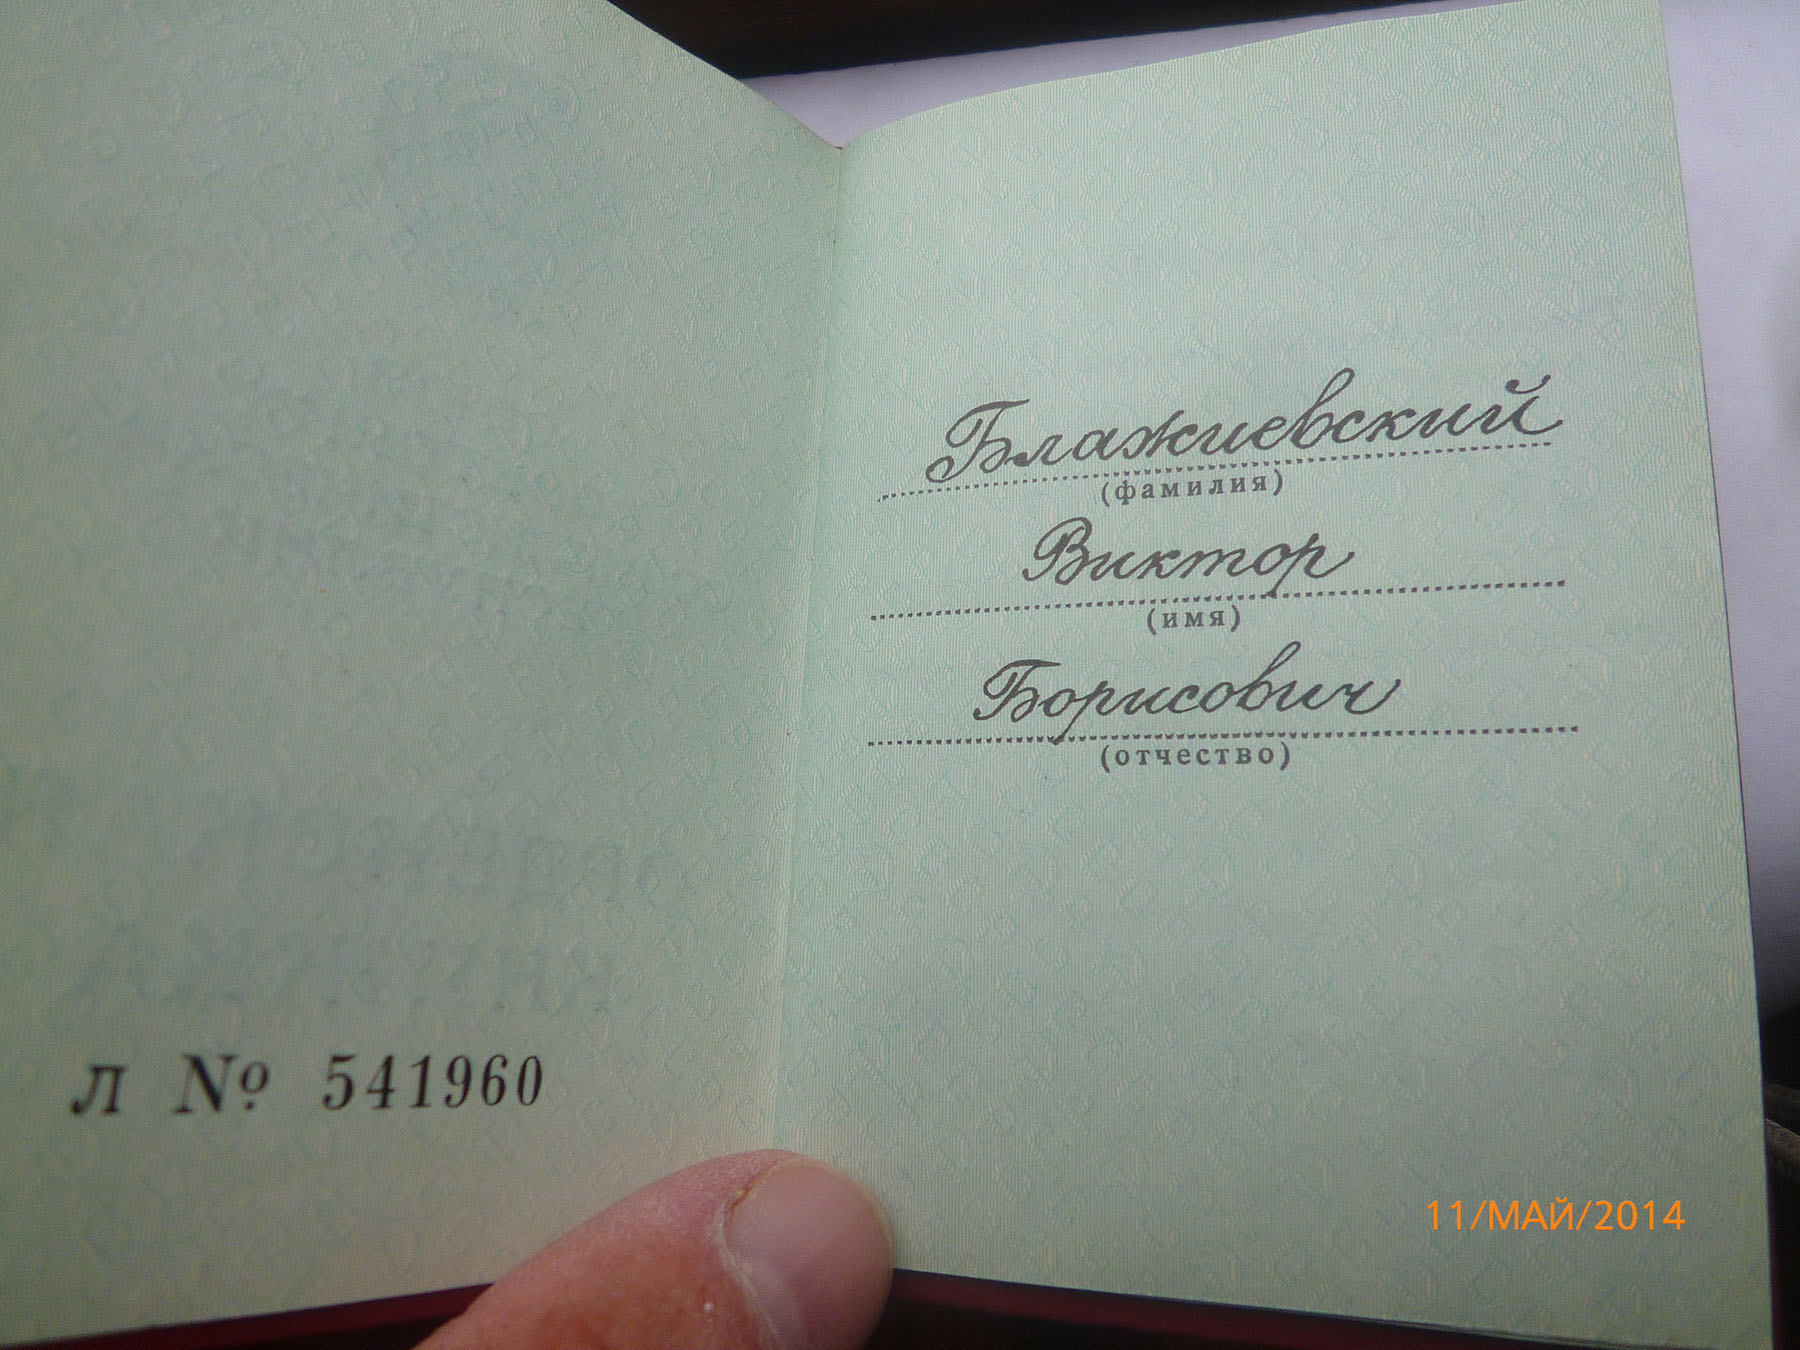 Л № 541960
Блажиевский
(фамилия)
Виктор
(имя)
Борисович
(отчество)
11/МАЙ/2014